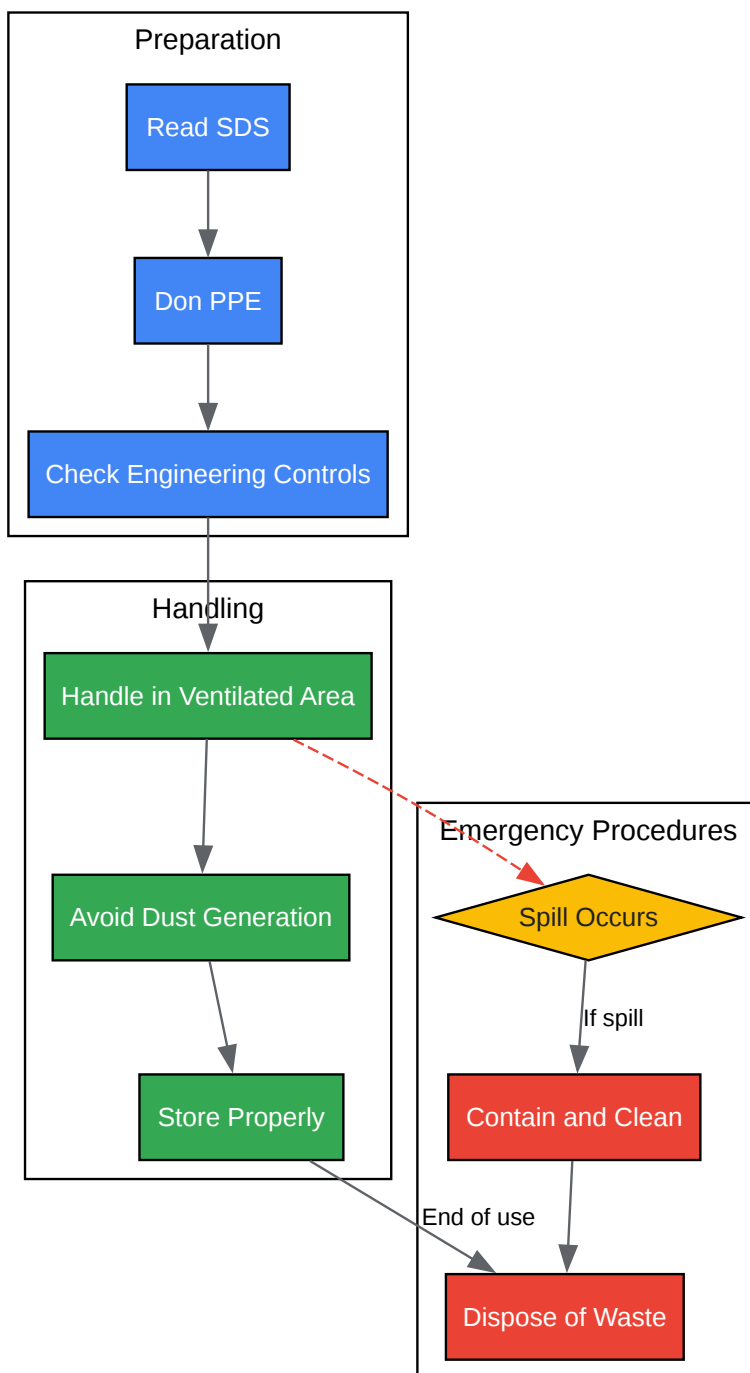 Preparation
Read SDS
Don PPE
Check Engineering Controls
Handling
Handle in Ventilated Area
Emergency Procedures
Avoid Dust Generation
Spill Occurs
If spill
Store Properly
Contain and Clean
End of use
Dispose of Waste